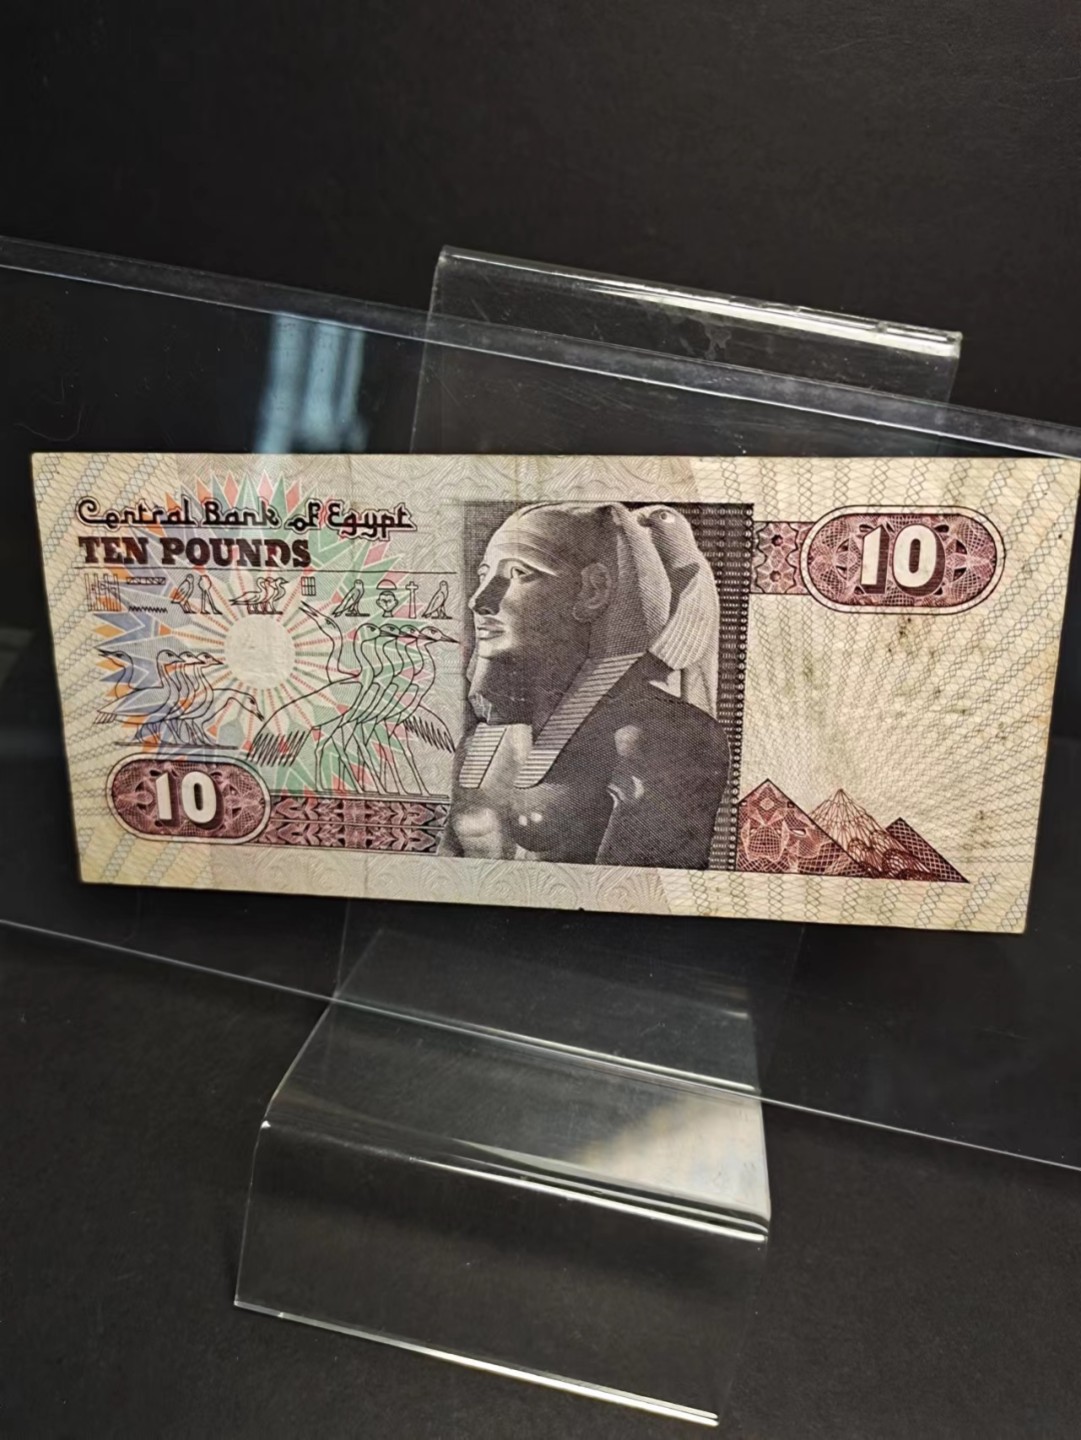 Central Bank of Egypt
TEN POUNDS
10
10